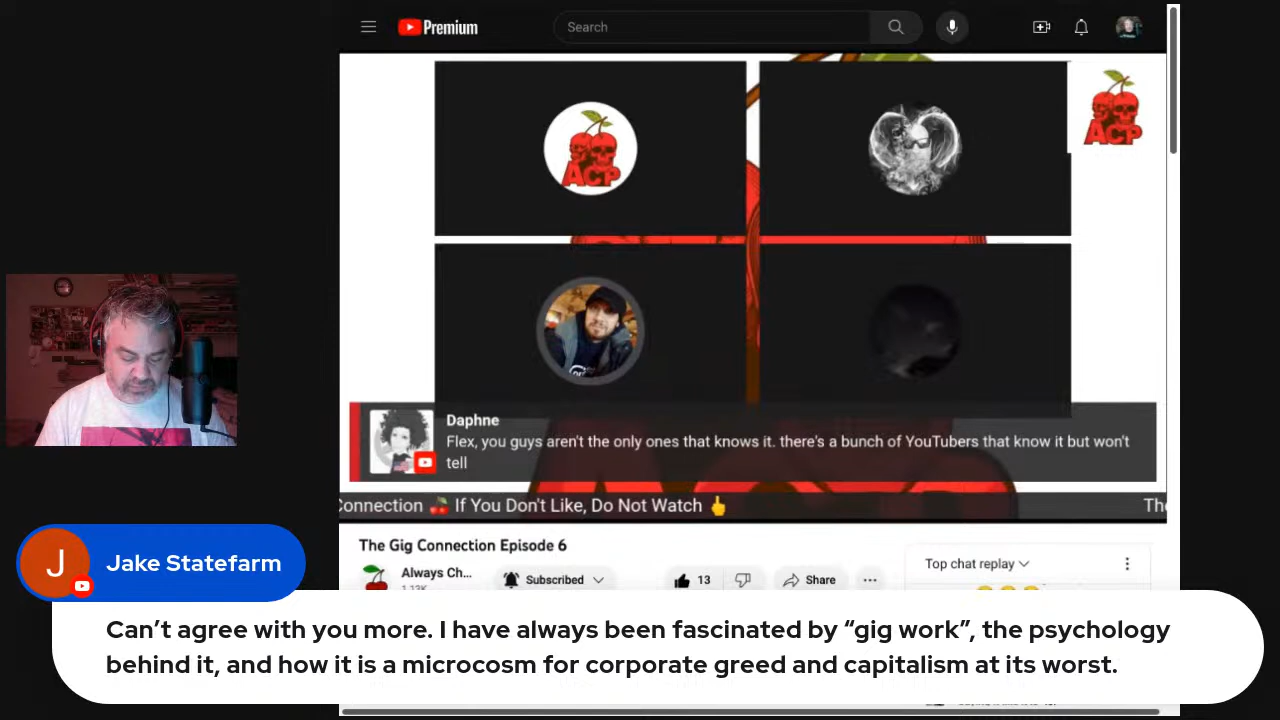 Premium
Search
ACP
ACP
Daphne
Flex, you guys aren't the only ones that knows it. there's a bunch of YouTubers that know it but won't
tell
Connection 🍒 If You Don't Like, Do Not Watch 👆
The Gig Connection Episode 6
Always Ch...
Subscribed
13
Share
Top chat replay
J
Jake Statefarm
Can’t agree with you more. I have always been fascinated by “gig work”, the psychology
behind it, and how it is a microcosm for corporate greed and capitalism at its worst.